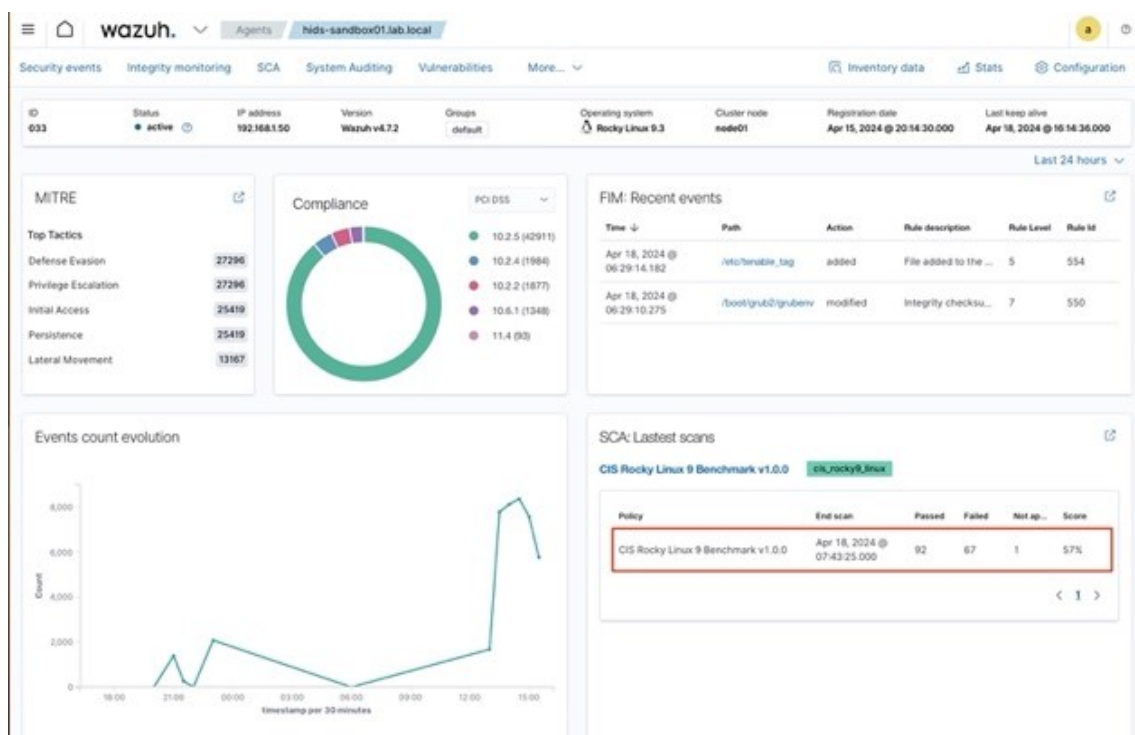 wazuh.
Agents
hids-sandbox01.lab.local
a
Security events
Integrity monitoring
SCA
System Auditing
Vulnerabilities
More...
Inventory data
Stats
Configuration
ID
Status
IP address
Version
Groups
Operating system
Cluster node
Registration date
Last keep alive
033
active
192.168.1.50
Wazuh v4.7.2
default
Rocky Linux 9.3
node01
Apr 15, 2024 @ 20:14:30.000
Apr 18, 2024 @ 16:14:36.000
Last 24 hours
MITRE
Top Tactics
Defense Evasion 27296
Privilege Escalation 27296
Initial Access 25419
Persistence 25419
Lateral Movement 13167
Compliance
PCI DSS
10.2.5 (42911)
10.2.4 (1984)
10.2.2 (1877)
10.6.1 (1348)
11.4 (93)
FIM: Recent events
Time Path Action Rule description Rule Level Rule Id
Apr 18, 2024 @
06:29:14.182
/etc/tenable_tag added File added to the ... 5 554
Apr 18, 2024 @
06:29:10.275
/boot/grub2/grubenv modified Integrity checksu... 7 550
Events count evolution
8,000
6,000
4,000
2,000
0
Count
18:00 21:00 00:00 03:00 06:00 09:00 12:00 15:00
timestamp per 30 minutes
SCA: Lastest scans
CIS Rocky Linux 9 Benchmark v1.0.0
cis_rocky9_linux
Policy End scan Passed Failed Not ap... Score
CIS Rocky Linux 9 Benchmark v1.0.0
Apr 18, 2024 @
07:43:25.000
92 67 1 57%
< 1 >